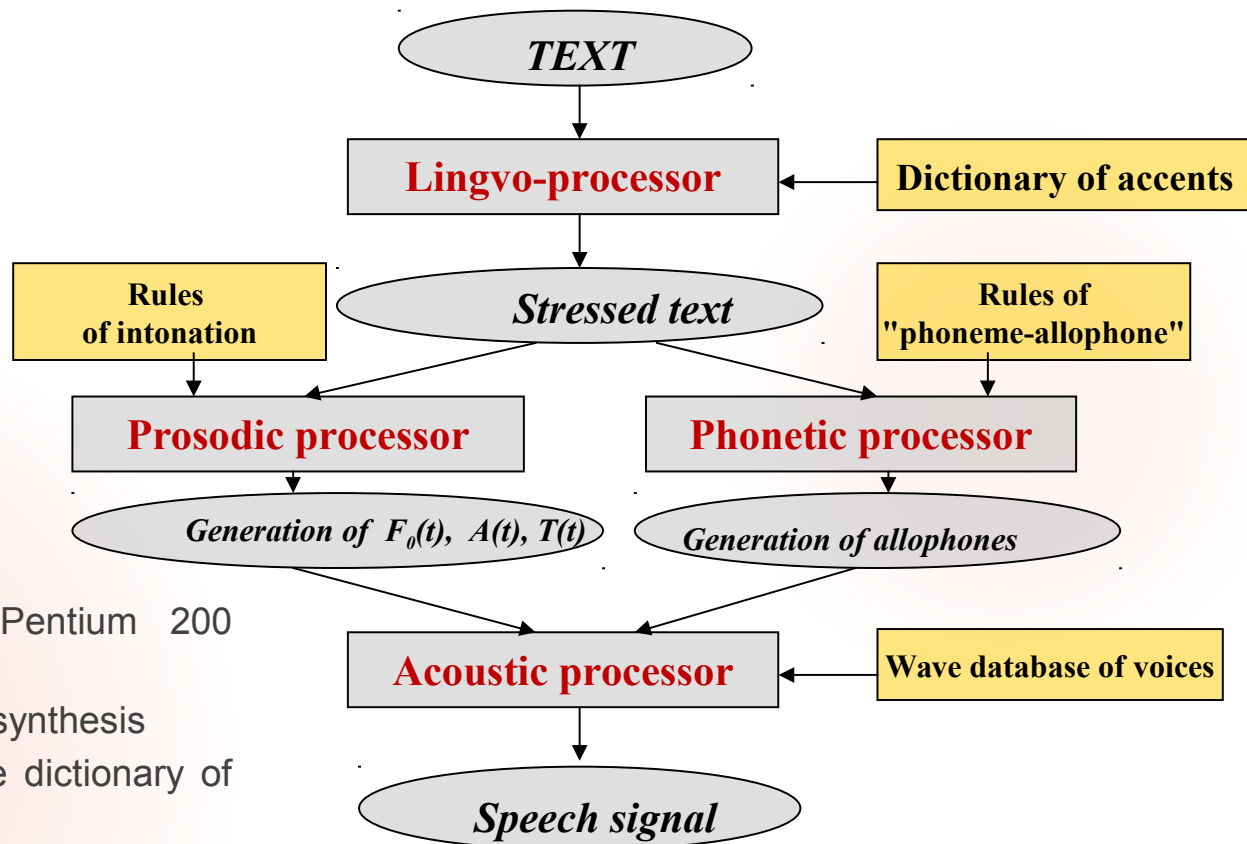 TEXT
Lingvo-processor
Dictionary of accents
Rules
of intonation
Stressed text
Rules of
"phoneme-allophone"
Prosodic processor
Phonetic processor
Generation of F₀(t), A(t), T(t)
Generation of allophones
Pentium 200
Acoustic processor
Wave database of voices
synthesis
dictionary of
Speech signal